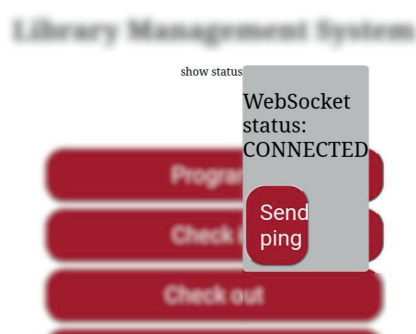 Library Management System
show status
WebSocket
status:
CONNECTED
Send
ping
Check out